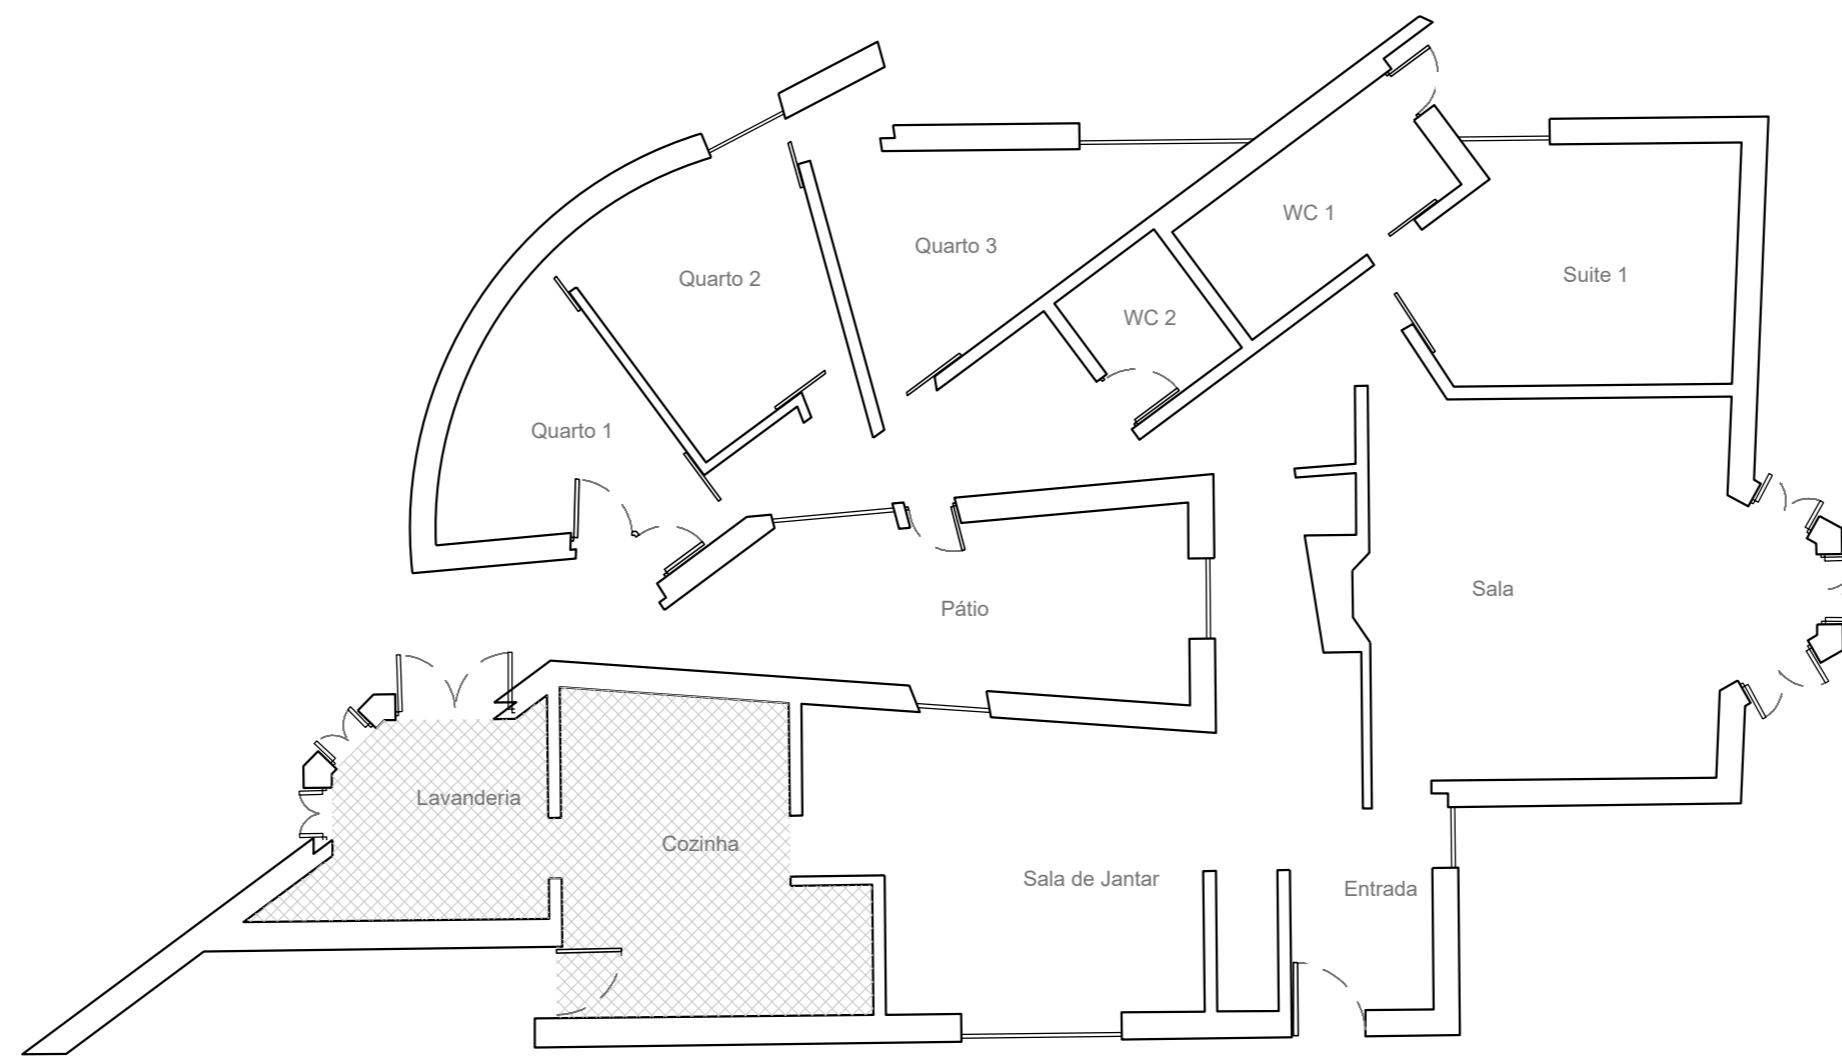 Quarto 3
WC 1
Quarto 2
Suite 1
WC 2
Quarto 1
Sala
Pátio
Lavanderia
Cozinha
Sala de Jantar
Entrada